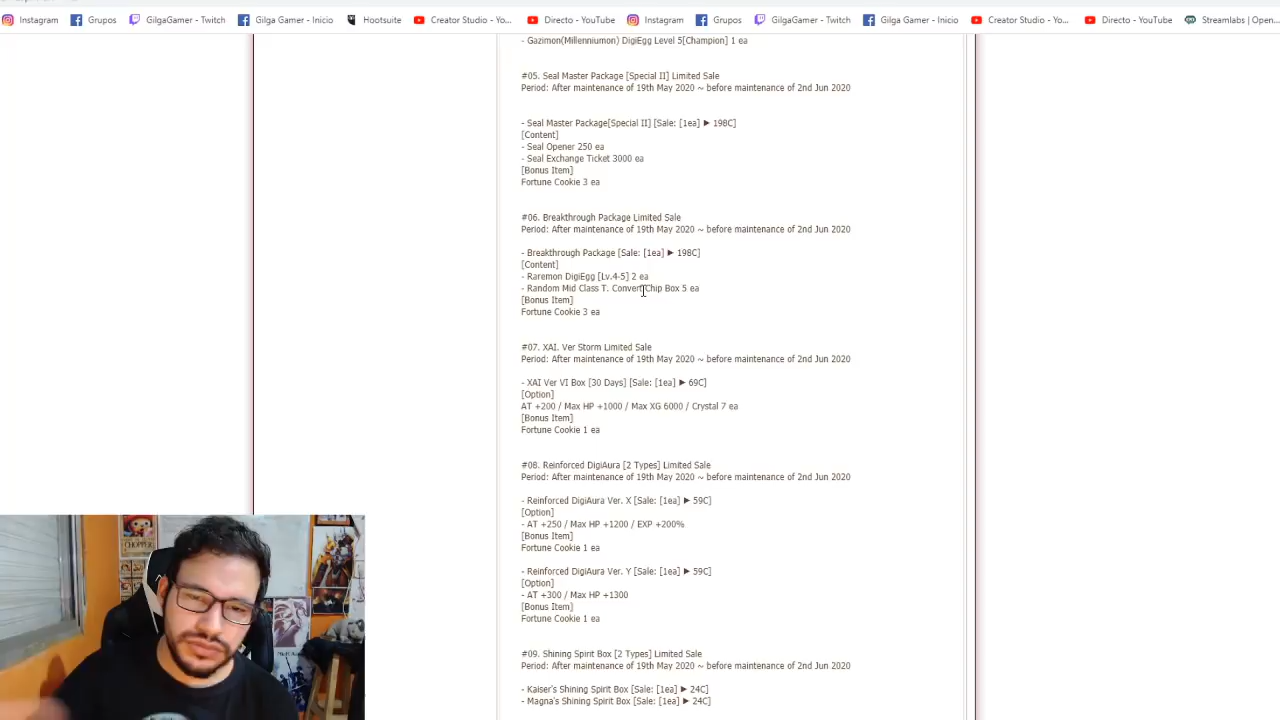 Instagram Grupos GilgaGamer - Twitch Gilga Gamer - Inicio Hootsuite Creator Studio - Yo... Directo - YouTube Instagram Grupos GilgaGamer - Twitch Gilga Gamer - Inicio Creator Studio - Yo... Directo - YouTube Streamlabs | Open...
- Gazimon(Millenniumon) DigiEgg Level 5[Champion] 1 ea
#05. Seal Master Package [Special II] Limited Sale
Period: After maintenance of 19th May 2020 ~ before maintenance of 2nd Jun 2020
- Seal Master Package[Special II] [Sale: [1ea] ► 198C]
[Content]
- Seal Opener 250 ea
- Seal Exchange Ticket 3000 ea
[Bonus Item]
Fortune Cookie 3 ea
#06. Breakthrough Package Limited Sale
Period: After maintenance of 19th May 2020 ~ before maintenance of 2nd Jun 2020
- Breakthrough Package [Sale: [1ea] ► 198C]
[Content]
- Raremon DigiEgg [Lv.4-5] 2 ea
- Random Mid Class T. Convert Chip Box 5 ea
[Bonus Item]
Fortune Cookie 3 ea
#07. XAI. Ver Storm Limited Sale
Period: After maintenance of 19th May 2020 ~ before maintenance of 2nd Jun 2020
- XAI Ver VI Box [30 Days] [Sale: [1ea] ► 69C]
[Option]
AT +200 / Max HP +1000 / Max XG 6000 / Crystal 7 ea
[Bonus Item]
Fortune Cookie 1 ea
#08. Reinforced DigiAura [2 Types] Limited Sale
Period: After maintenance of 19th May 2020 ~ before maintenance of 2nd Jun 2020
- Reinforced DigiAura Ver. X [Sale: [1ea] ► 59C]
[Option]
- AT +250 / Max HP +1200 / EXP +200%
[Bonus Item]
Fortune Cookie 1 ea
- Reinforced DigiAura Ver. Y [Sale: [1ea] ► 59C]
[Option]
- AT +300 / Max HP +1300
[Bonus Item]
Fortune Cookie 1 ea
#09. Shining Spirit Box [2 Types] Limited Sale
Period: After maintenance of 19th May 2020 ~ before maintenance of 2nd Jun 2020
- Kaiser's Shining Spirit Box [Sale: [1ea] ► 24C]
- Magna's Shining Spirit Box [Sale: [1ea] ► 24C]
CHOPPER